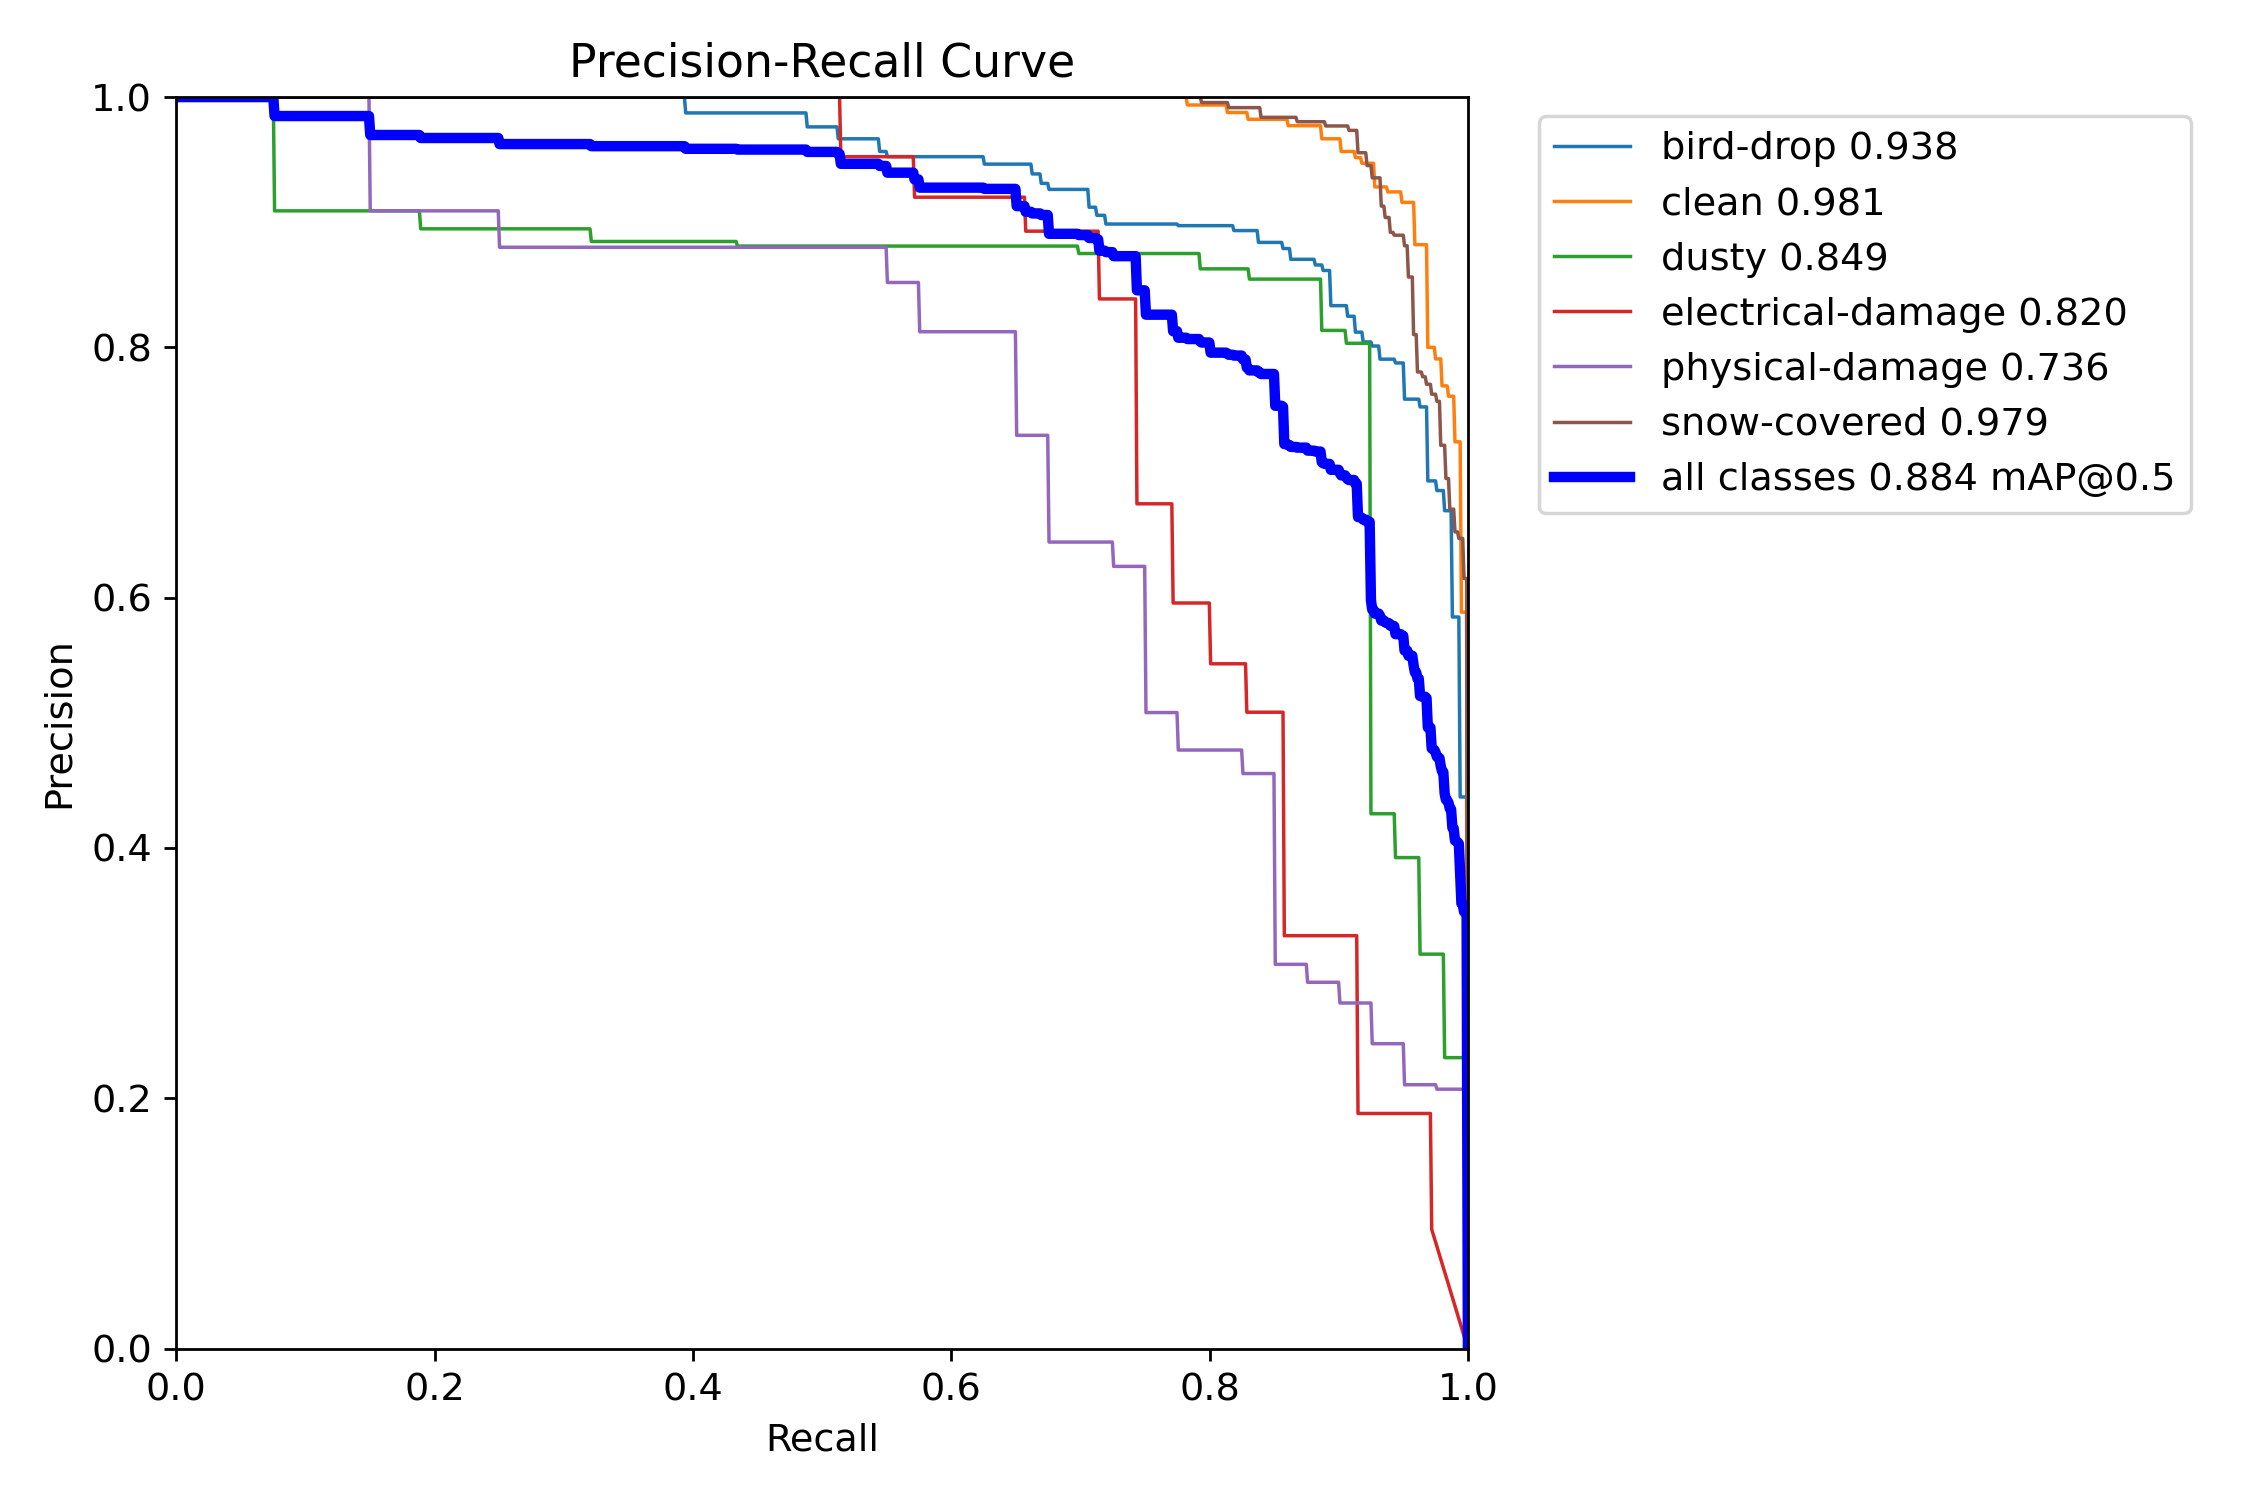 Precision-Recall Curve
1.0
0.8
0.6
0.4
0.2
0.0
Precision
0.0 0.2 0.4 0.6 0.8 1.0
Recall
bird-drop 0.938
clean 0.981
dusty 0.849
electrical-damage 0.820
physical-damage 0.736
snow-covered 0.979
all classes 0.884 mAP@0.5